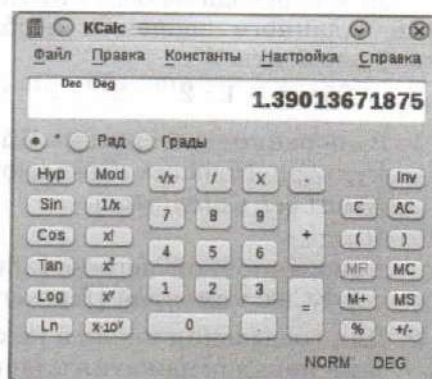 KCalc
Файл Правка Константы Настройка Справка
Dec Deg
1.39013671875
° Рад Грады
Hyp Mod √x / X - Inv
Sin 1/x 7 8 9 + C AC
Cos x! 4 5 6 ( )
Tan x² 1 2 3 = MR MC
Log xʸ 0 . M+ MS
Ln X·10ʸ % +/-
NORM DEG